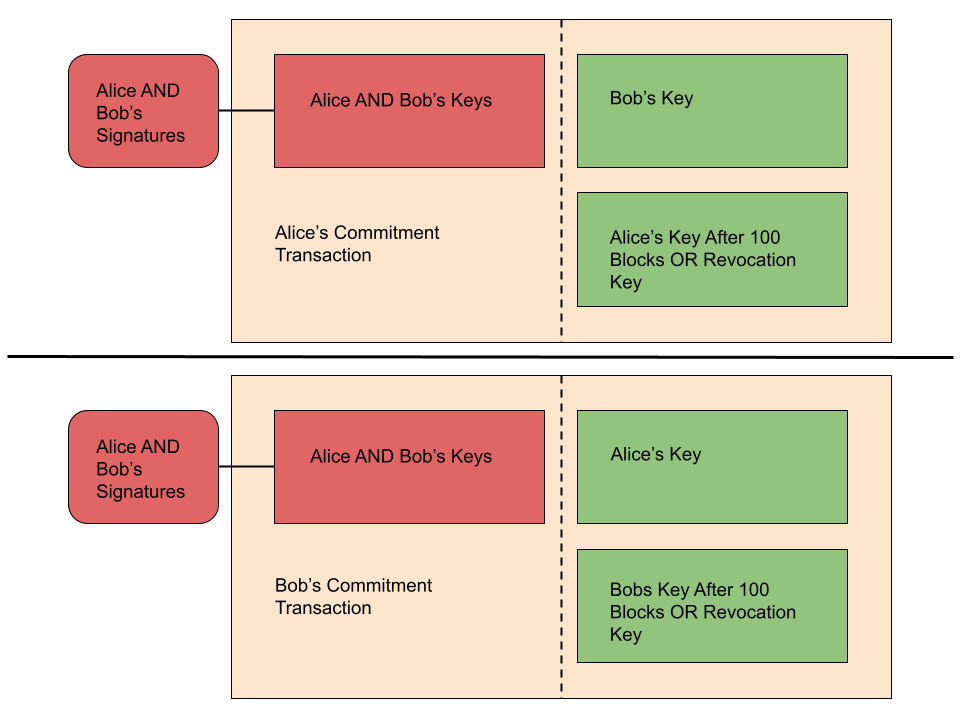 Alice AND
Bob’s
Signatures
Alice AND Bob’s Keys
Bob’s Key
Alice’s Commitment
Transaction
Alice’s Key After 100
Blocks OR Revocation
Key
Alice AND
Bob’s
Signatures
Alice AND Bob’s Keys
Alice’s Key
Bob’s Commitment
Transaction
Bobs Key After 100
Blocks OR Revocation
Key